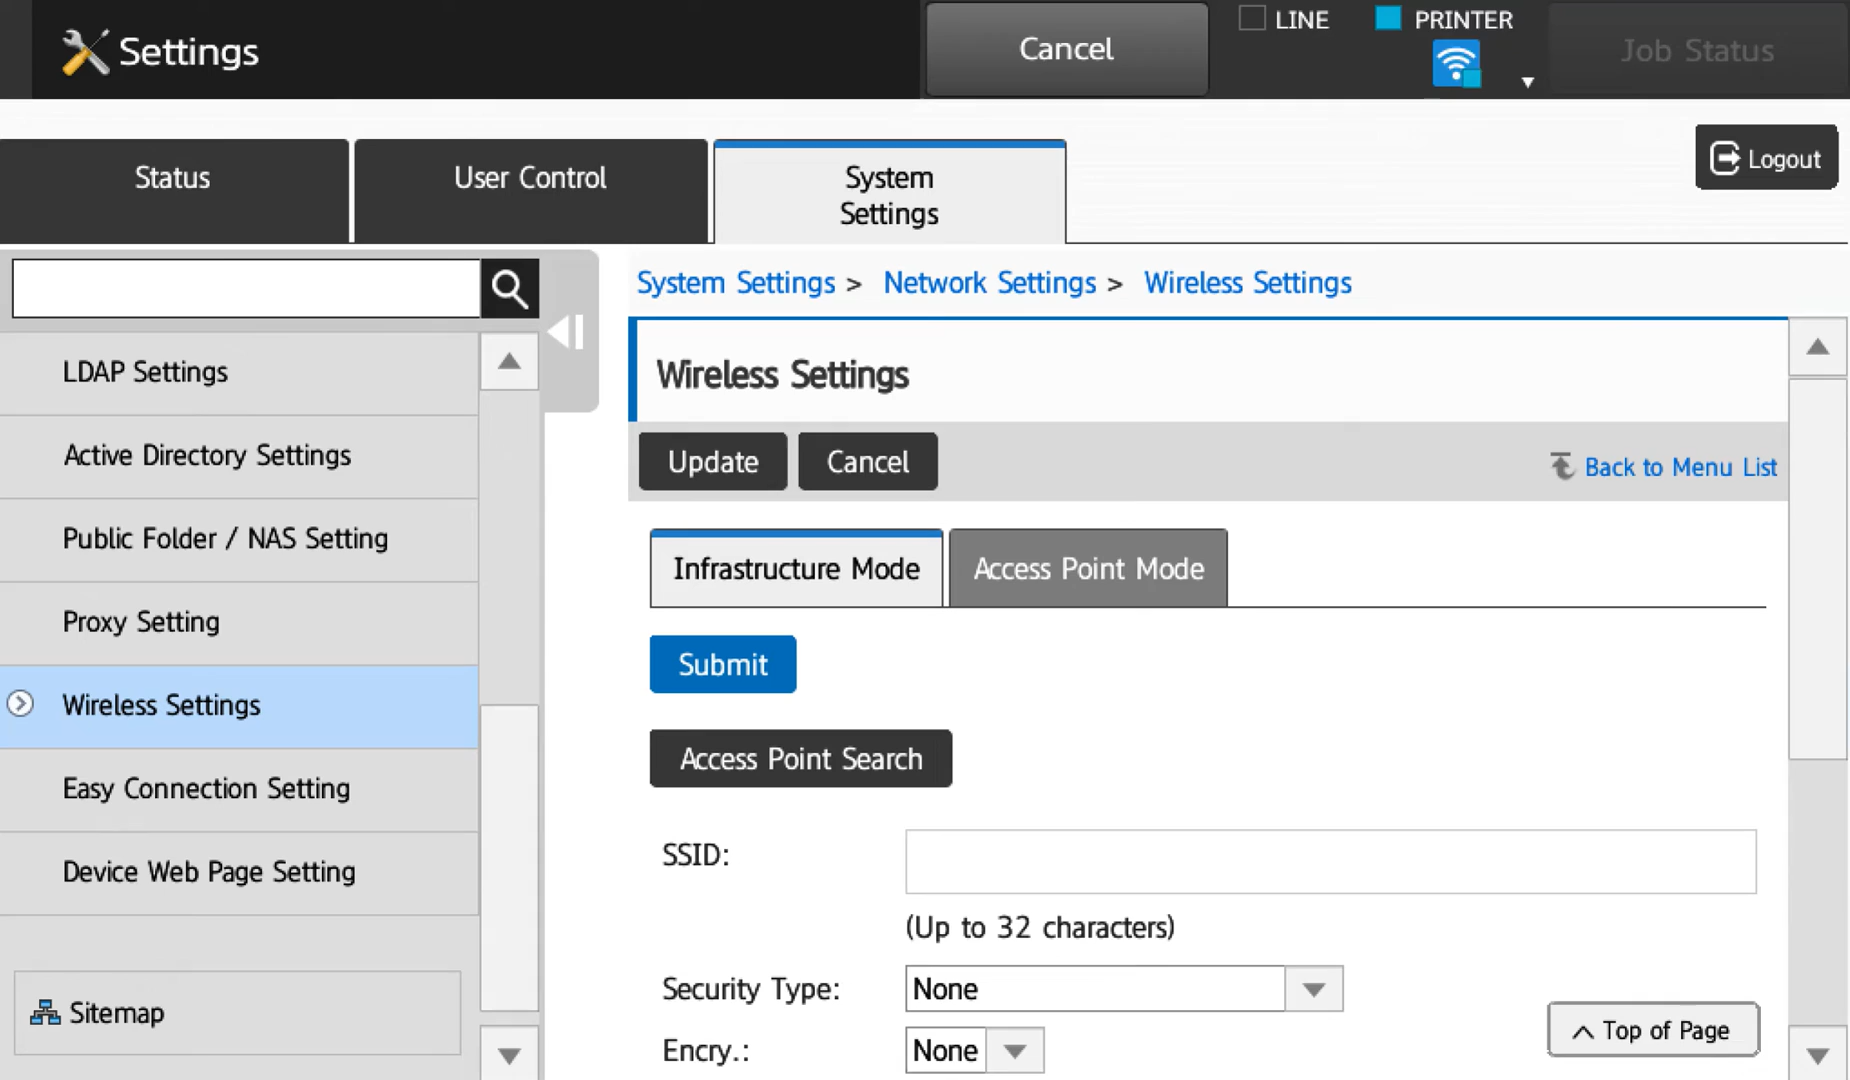 Settings
Cancel
LINE
PRINTER
Job Status
Status
User Control
System
Settings
Logout
System Settings > Network Settings > Wireless Settings
LDAP Settings
Active Directory Settings
Public Folder / NAS Setting
Proxy Setting
Wireless Settings
Easy Connection Setting
Device Web Page Setting
Sitemap
Wireless Settings
Update
Cancel
Back to Menu List
Infrastructure Mode
Access Point Mode
Submit
Access Point Search
SSID:
(Up to 32 characters)
Security Type: None
Encry.: None
Top of Page